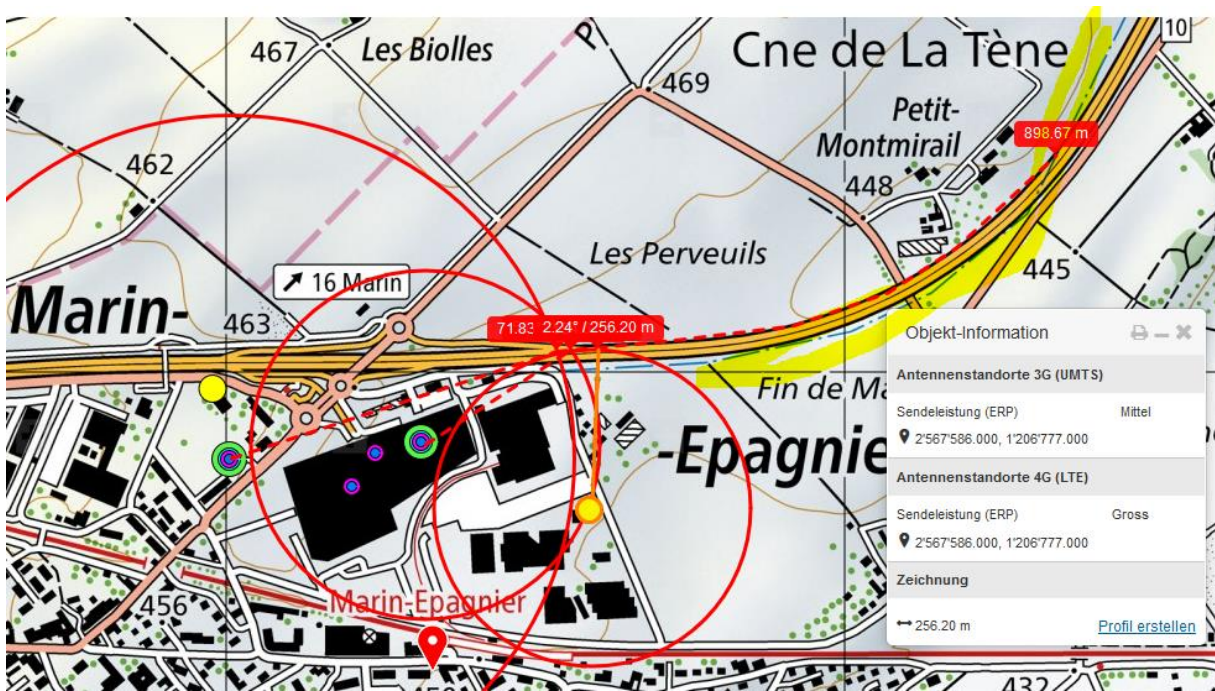 10
Cne de La Tène
467
Les Biolles
P
469
Petit-
Montmirail
898.67 m
462
448
Les Perveuils
445
16 Marin
Marin-
463
71.83
2.24° / 256.20 m
Fin de Ma
-Epagnie
Objekt-Information
Antennenstandorte 3G (UMTS)
Sendeleistung (ERP) Mittel
2'567'586.000, 1'206'777.000
Antennenstandorte 4G (LTE)
Sendeleistung (ERP) Gross
2'567'586.000, 1'206'777.000
Zeichnung
256.20 m Profil erstellen
456
Marin-Epagnier
432